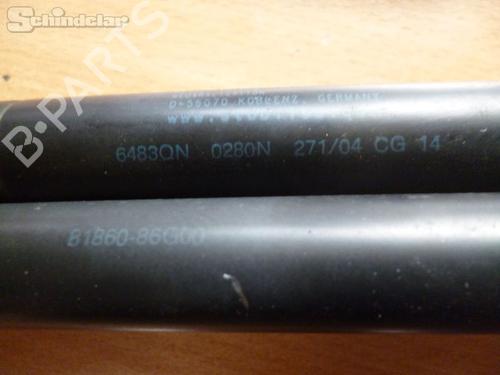 Schindelar
B-PARTS
D-56070 KOBLENZ, GERMANY
6483QN 0280N 271/04 CG 14
81860-86G00